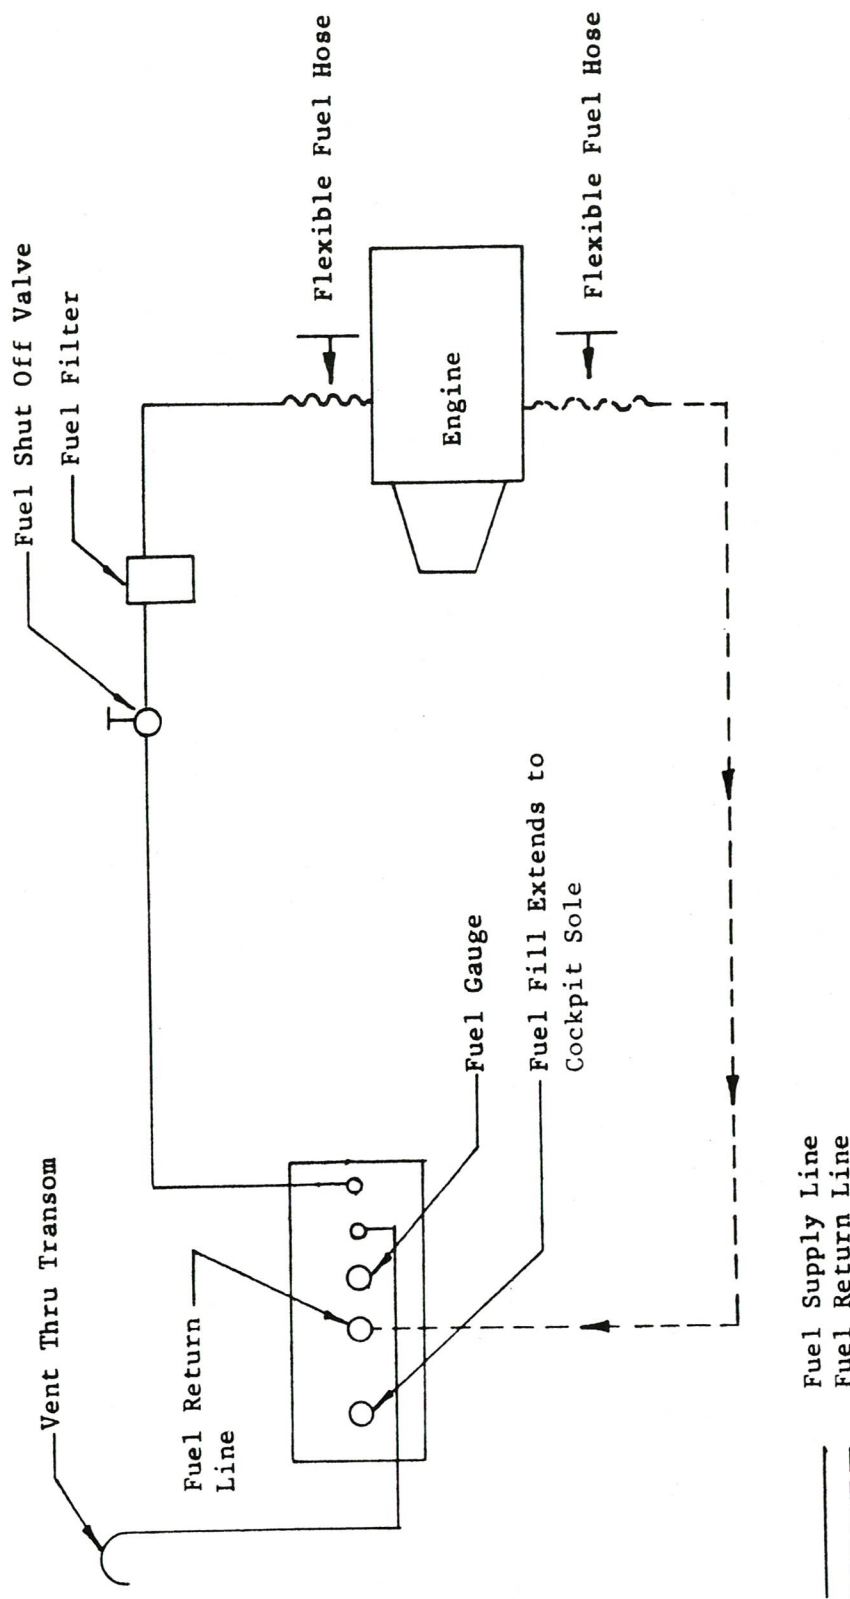 Vent Thru Transom
Fuel Shut Off Valve
Fuel Filter
Fuel Return
Line
Flexible Fuel Hose
Engine
Fuel Gauge
Fuel Fill Extends to
Cockpit Sole
Flexible Fuel Hose
Fuel Supply Line
Fuel Return Line